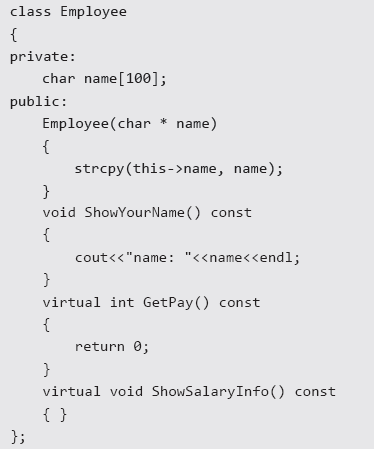 class Employee
{
private:
    char name[100];
public:
    Employee(char * name)
    {
        strcpy(this->name, name);
    }
    void ShowYourName() const
    {
        cout<<"name: "<<name<<endl;
    }
    virtual int GetPay() const
    {
        return 0;
    }
    virtual void ShowSalaryInfo() const
    { }
};